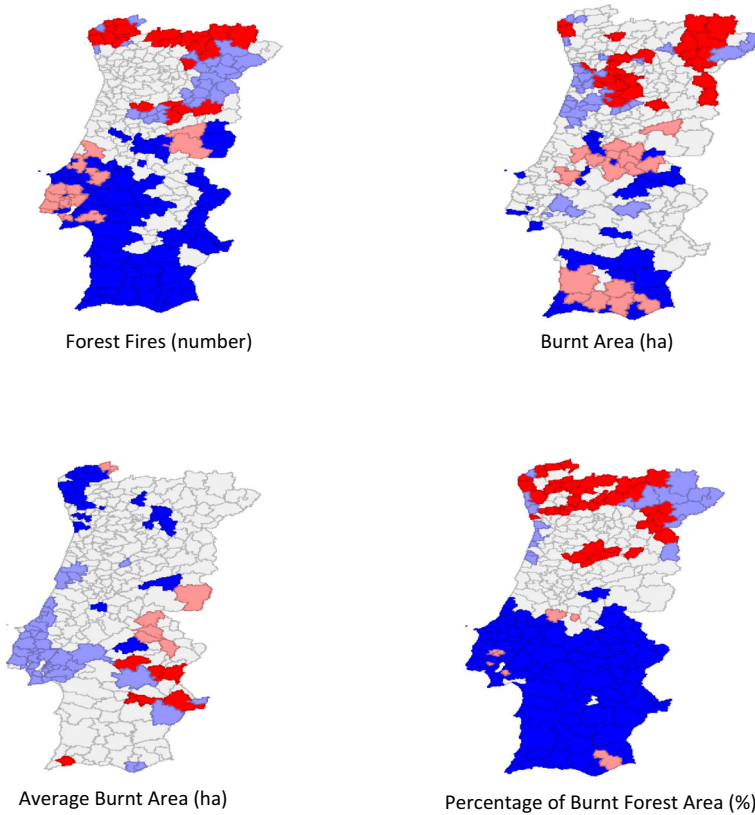 Forest Fires (number)
Burnt Area (ha)
Average Burnt Area (ha)
Percentage of Burnt Forest Area (%)